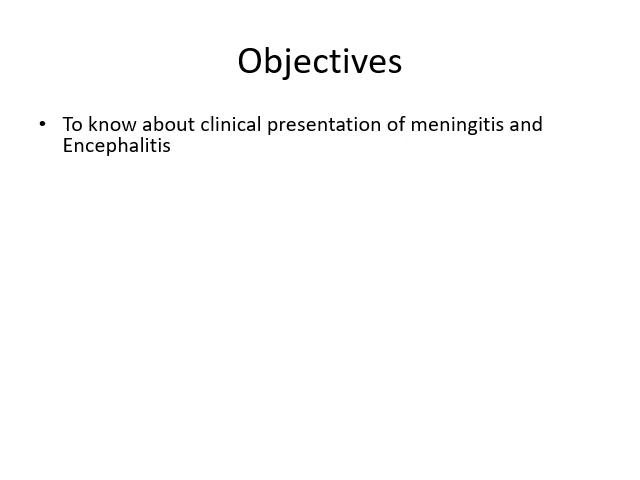 Objectives
• To know about clinical presentation of meningitis and
Encephalitis